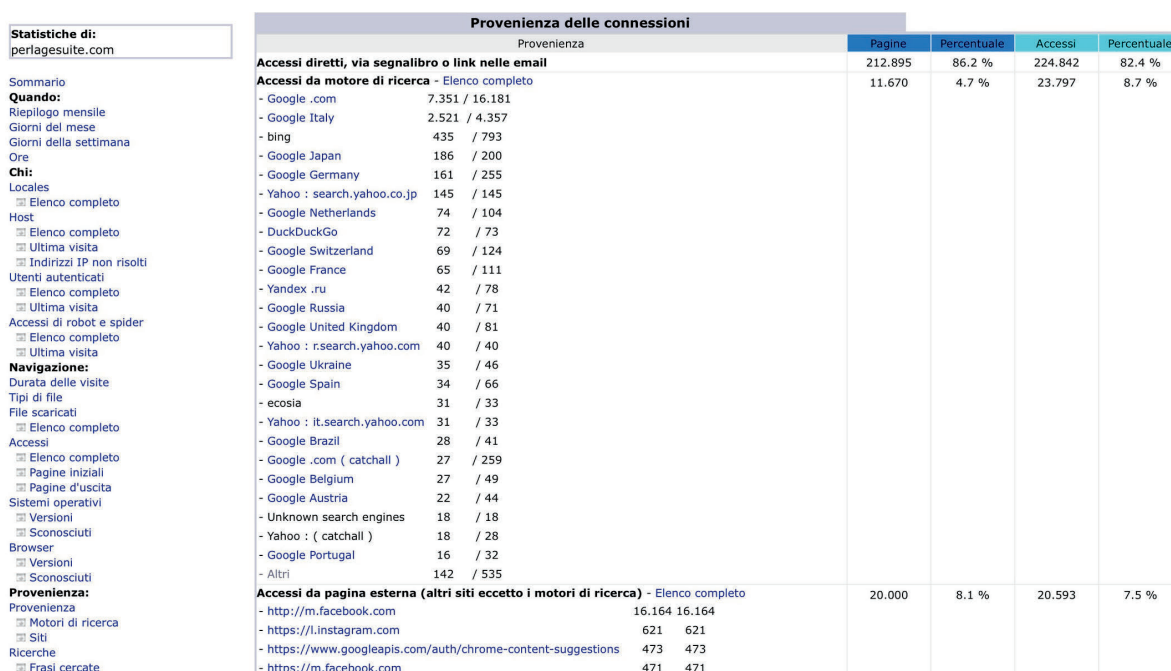 Statistiche di:
perlagesuite.com
Sommario
Quando:
Riepilogo mensile
Giorni del mese
Giorni della settimana
Ore
Chi:
Locales
Elenco completo
Host
Elenco completo
Ultima visita
Indirizzi IP non risolti
Utenti autenticati
Elenco completo
Ultima visita
Accessi di robot e spider
Elenco completo
Ultima visita
Navigazione:
Durata delle visite
Tipi di file
File scaricati
Elenco completo
Accessi
Elenco completo
Pagine iniziali
Pagine d'uscita
Sistemi operativi
Versioni
Sconosciuti
Browser
Versioni
Sconosciuti
Provenienza:
Provenienza
Motori di ricerca
Siti
Ricerche
Frasi cercate
Provenienza delle connessioni
Provenienza Pagine Percentuale Accessi Percentuale
Accessi diretti, via segnalibro o link nelle email 212.895 86.2 % 224.842 82.4 %
Accessi da motore di ricerca - Elenco completo 11.670 4.7 % 23.797 8.7 %
- Google .com 7.351 / 16.181
- Google Italy 2.521 / 4.357
- bing 435 / 793
- Google Japan 186 / 200
- Google Germany 161 / 255
- Yahoo : search.yahoo.co.jp 145 / 145
- Google Netherlands 74 / 104
- DuckDuckGo 72 / 73
- Google Switzerland 69 / 124
- Google France 65 / 111
- Yandex .ru 42 / 78
- Google Russia 40 / 71
- Google United Kingdom 40 / 81
- Yahoo : r.search.yahoo.com 40 / 40
- Google Ukraine 35 / 46
- Google Spain 34 / 66
- ecosia 31 / 33
- Yahoo : it.search.yahoo.com 31 / 33
- Google Brazil 28 / 41
- Google .com ( catchall ) 27 / 259
- Google Belgium 27 / 49
- Google Austria 22 / 44
- Unknown search engines 18 / 18
- Yahoo : ( catchall ) 18 / 28
- Google Portugal 16 / 32
- Altri 142 / 535
Accessi da pagina esterna (altri siti eccetto i motori di ricerca) - Elenco completo 20.000 8.1 % 20.593 7.5 %
- http://m.facebook.com 16.164 16.164
- https://l.instagram.com 621 621
- https://www.googleapis.com/auth/chrome-content-suggestions 473 473
- https://m.facebook.com 471 471